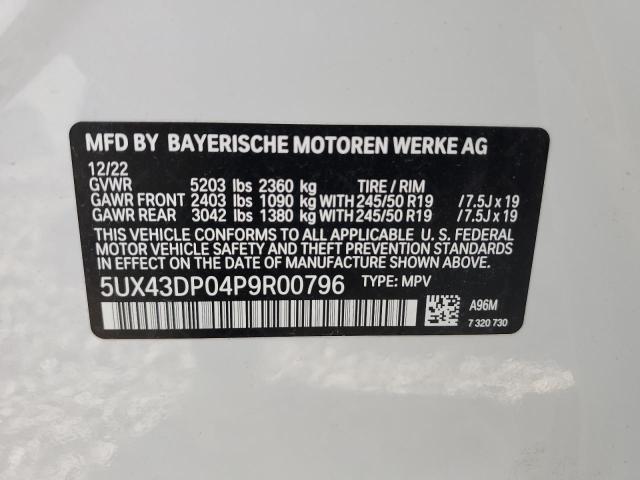 MFD BY BAYERISCHE MOTOREN WERKE AG
12/22
GVWR 5203 lbs 2360 kg TIRE / RIM
GAWR FRONT 2403 lbs 1090 kg WITH 245/50 R19 /7.5J x 19
GAWR REAR 3042 lbs 1380 kg WITH 245/50 R19 /7.5J x 19
THIS VEHICLE CONFORMS TO ALL APPLICABLE U. S. FEDERAL
MOTOR VEHICLE SAFETY AND THEFT PREVENTION STANDARDS
IN EFFECT ON THE DATE OF MANUFACTURE SHOWN ABOVE.
5UX43DP04P9R00796 TYPE: MPV
A96M
7 320 730